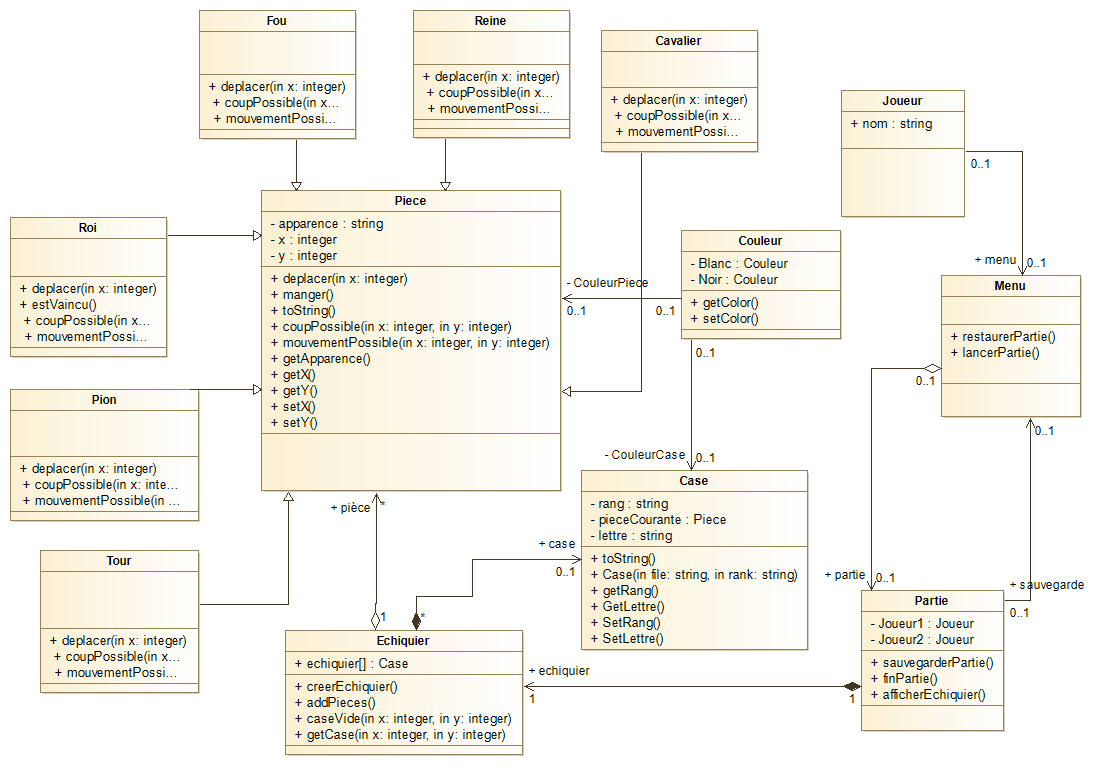 Fou
+ deplacer(in x: integer)
+ coupPossible(in x...
+ mouvementPossi...
Reine
+ deplacer(in x: integer)
+ coupPossible(in x...
+ mouvementPossi...
Cavalier
+ deplacer(in x: integer)
+ coupPossible(in x...
+ mouvementPossi...
Joueur
+ nom : string
0..1
+ menu
0..1
Roi
+ deplacer(in x: integer)
+ estVaincu()
+ coupPossible(in x...
+ mouvementPossi...
Piece
- apparence : string
- x : integer
- y : integer
+ deplacer(in x: integer)
+ manger()
+ toString()
+ coupPossible(in x: integer, in y: integer)
+ mouvementPossible(in x: integer, in y: integer)
+ getApparence()
+ getX()
+ getY()
+ setX()
+ setY()
- CouleurPiece
0..1
0..1
Couleur
- Blanc : Couleur
- Noir : Couleur
+ getColor()
+ setColor()
0..1
- CouleurCase
0..1
Menu
+ restaurerPartie()
+ lancerPartie()
0..1
0..1
Pion
+ deplacer(in x: integer)
+ coupPossible(in x: inte...
+ mouvementPossible(in ...
Case
- rang : string
- pieceCourante : Piece
- lettre : string
+ toString()
+ Case(in file: string, in rank: string)
+ getRang()
+ GetLettre()
+ SetRang()
+ SetLettre()
+ pièce
*
+ case
0..1
Tour
+ deplacer(in x: integer)
+ coupPossible(in x...
+ mouvementPossi...
1
*
Echiquier
+ echiquier[] : Case
+ creerEchiquier()
+ addPieces()
+ caseVide(in x: integer, in y: integer)
+ getCase(in x: integer, in y: integer)
+ echiquier
1
1
+ partie
0..1
+ sauvegarde
0..1
Partie
- Joueur1 : Joueur
- Joueur2 : Joueur
+ sauvegarderPartie()
+ finPartie()
+ afficherEchiquier()